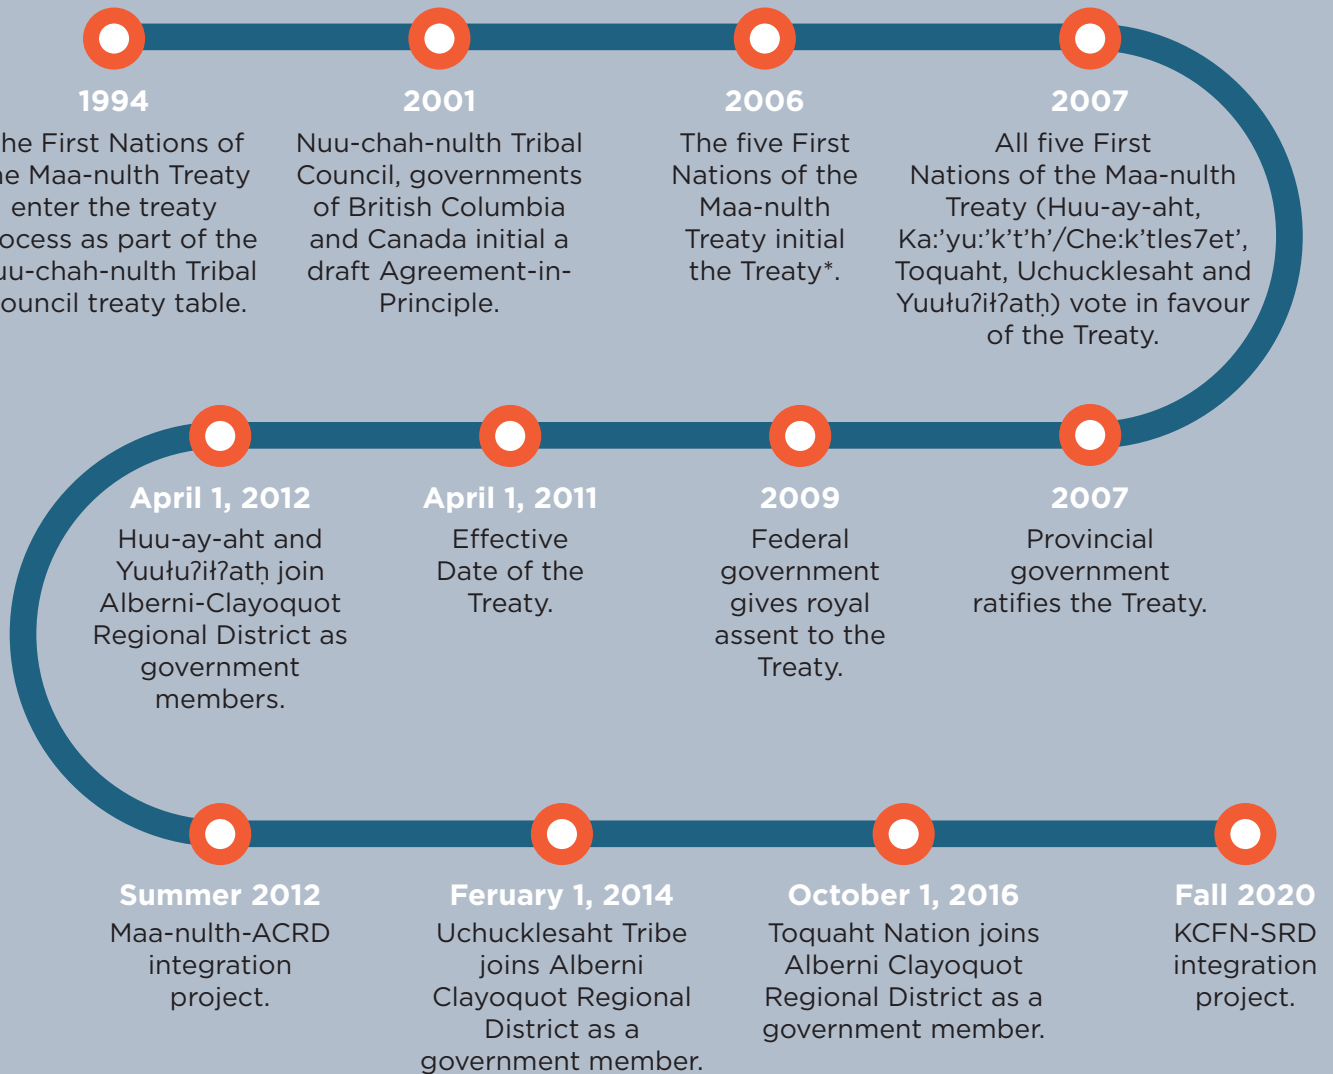 1994
he First Nations of
he Maa-nulth Treaty
enter the treaty
ocess as part of the
uu-chah-nulth Tribal
ouncil treaty table.
2001
Nuu-chah-nulth Tribal
Council, governments
of British Columbia
and Canada initial a
draft Agreement-in-
Principle.
2006
The five First
Nations of the
Maa-nulth
Treaty initial
the Treaty*.
2007
All five First
Nations of the Maa-nulth
Treaty (Huu-ay-aht,
Ka:'yu:'k't'h'/Che:k'tles7et',
Toquaht, Uchucklesaht and
Yuułuʔiłʔatḥ) vote in favour
of the Treaty.
2007
Provincial
government
ratifies the Treaty.
2009
Federal
government
gives royal
assent to the
Treaty.
April 1, 2011
Effective
Date of the
Treaty.
April 1, 2012
Huu-ay-aht and
Yuułuʔiłʔatḥ join
Alberni-Clayoquot
Regional District as
government
members.
Summer 2012
Maa-nulth-ACRD
integration
project.
Feruary 1, 2014
Uchucklesaht Tribe
joins Alberni
Clayoquot Regional
District as a
government member.
October 1, 2016
Toquaht Nation joins
Alberni Clayoquot
Regional District as a
government member.
Fall 2020
KCFN-SRD
integration
project.